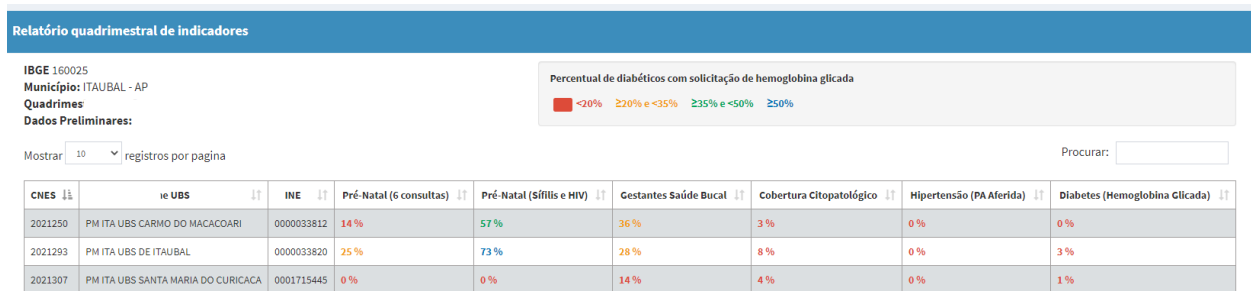 Relatório quadrimestral de indicadores
IBGE 160025
Município: ITAUBAL - AP
Quadrimes
Dados Preliminares:
Percentual de diabéticos com solicitação de hemoglobina glicada
<20% ≥20% e <35% ≥35% e <50% ≥50%
Mostrar 10 registros por pagina
Procurar:
CNES UBS INE Pré-Natal (6 consultas) Pré-Natal (Sífilis e HIV) Gestantes Saúde Bucal Cobertura Citopatológico Hipertensão (PA Aferida) Diabetes (Hemoglobina Glicada)
2021250 PM ITA UBS CARMO DO MACACOARI 0000033812 14 % 57 % 36 % 3 % 0 % 0 %
2021293 PM ITA UBS DE ITAUBAL 0000033820 25 % 73 % 28 % 8 % 0 % 3 %
2021307 PM ITA UBS SANTA MARIA DO CURICACA 0001715445 0 % 0 % 14 % 4 % 0 % 1 %